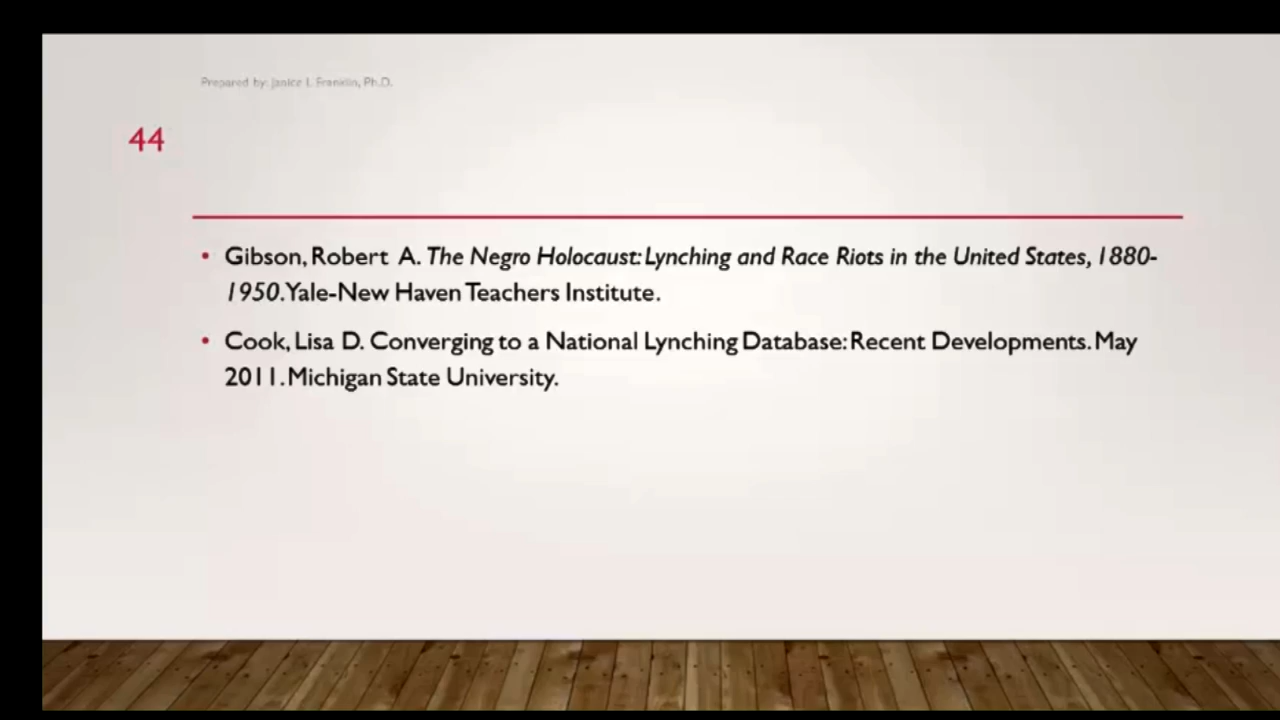 Prepared by: Janice I. Franklin, Ph.D.
44
• Gibson, Robert A. The Negro Holocaust: Lynching and Race Riots in the United States, 1880-
1950. Yale-New Haven Teachers Institute.
• Cook, Lisa D. Converging to a National Lynching Database: Recent Developments. May
2011. Michigan State University.